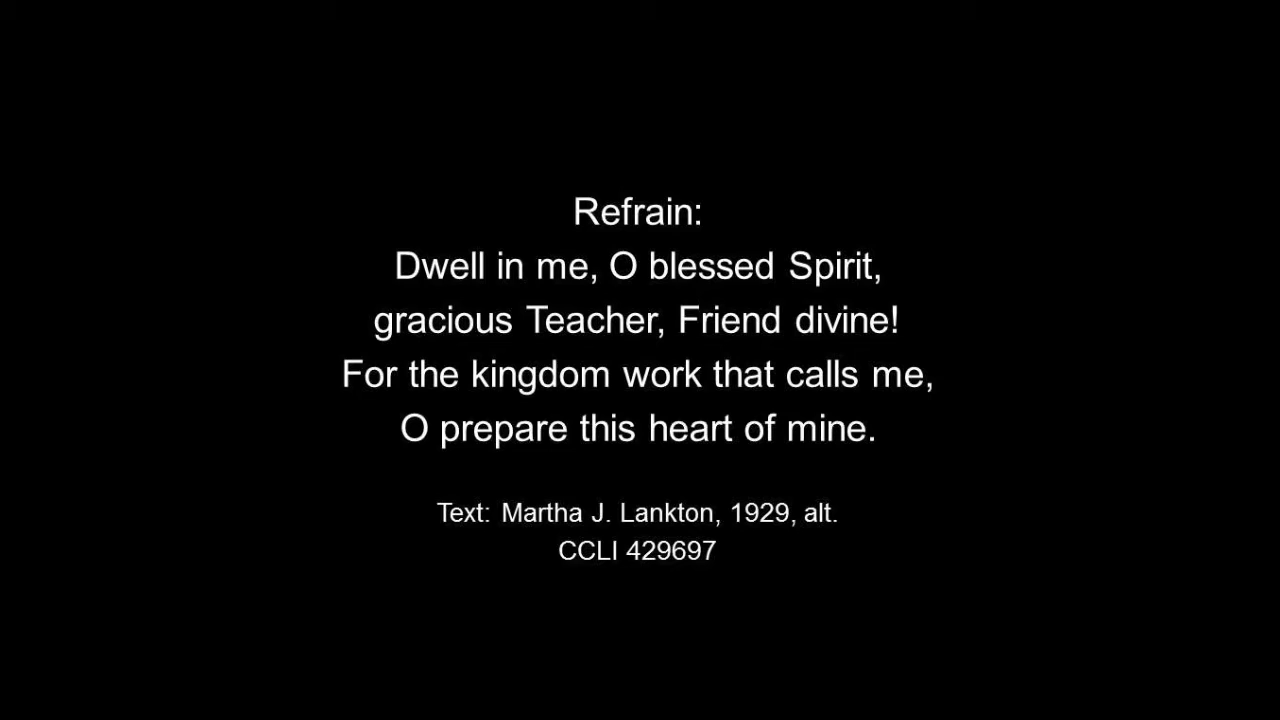 Refrain:
Dwell in me, O blessed Spirit,
gracious Teacher, Friend divine!
For the kingdom work that calls me,
O prepare this heart of mine.
Text: Martha J. Lankton, 1929, alt.
CCLI 429697